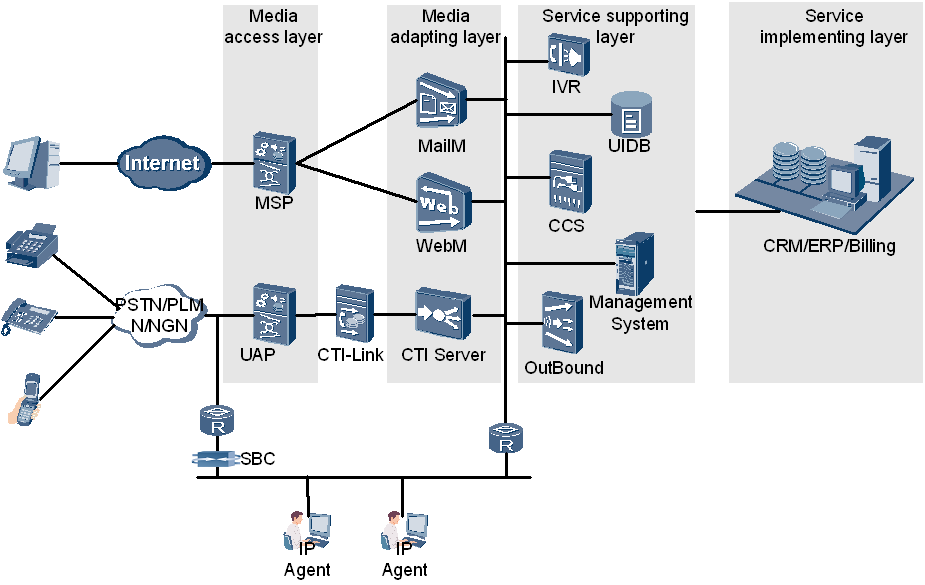 Media
access layer
Media
adapting layer
Service supporting
layer
Service
implementing layer
IVR
MailM
UIDB
Internet
MSP
WebM
CCS
CRM/ERP/Billing
PSTN/PLM
N/NGN
UAP
CTI-Link
CTI Server
Management
System
OutBound
R
R
SBC
IP
Agent
IP
Agent
Web